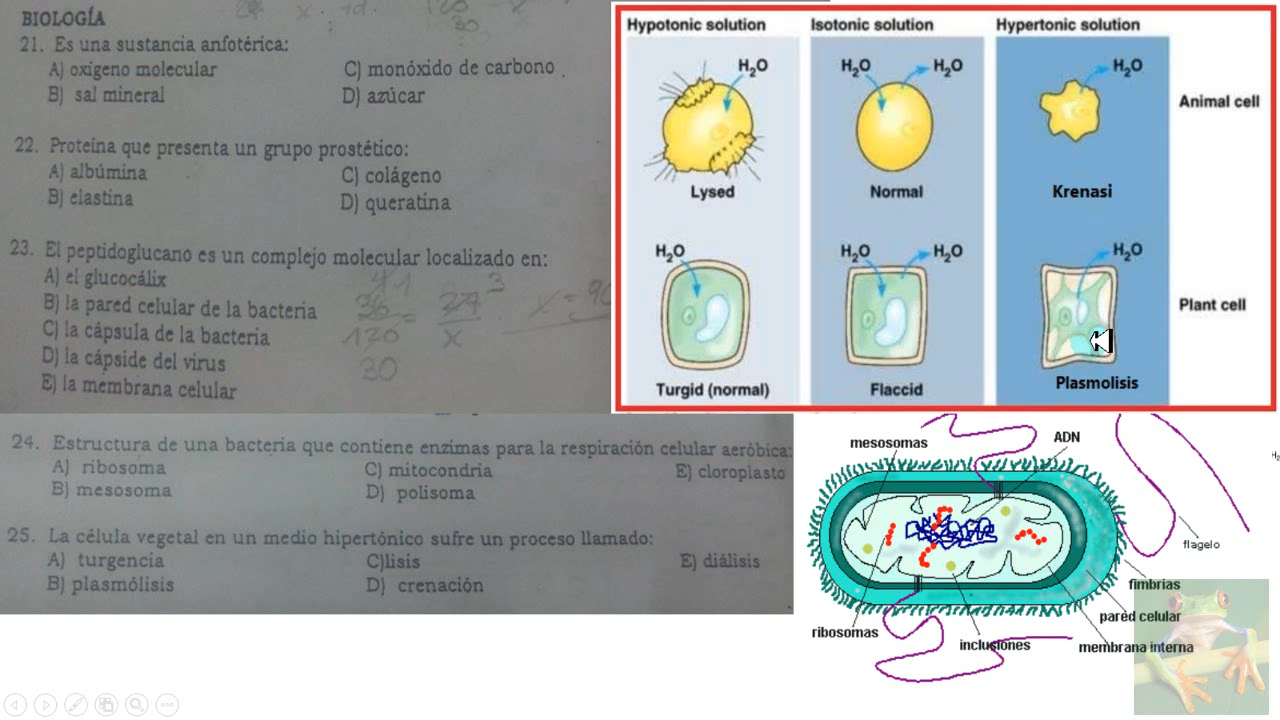 BIOLOGÍA
21. Es una sustancia anfotérica:
A) oxígeno molecular C) monóxido de carbono
B) sal mineral D) azúcar
22. Proteína que presenta un grupo prostético:
A) albúmina C) colágeno
B) elastina D) queratina
23. El peptidoglucano es un complejo molecular localizado en:
A) el glucocálix
B) la pared celular de la bacteria
C) la cápsula de la bacteria
D) la cápside del virus
E) la membrana celular
36 = 27 3
120 x
30
24. Estructura de una bacteria que contiene enzimas para la respiración celular aeróbica:
A) ribosoma C) mitocondria E) cloroplasto
B) mesosoma D) polisoma
25. La célula vegetal en un medio hipertónico sufre un proceso llamado:
A) turgencia C)lisis E) diálisis
B) plasmólisis D) crenación
Hypotonic solution Isotonic solution Hypertonic solution
H₂O H₂O H₂O H₂O
Animal cell
Lysed Normal Krenasi
H₂O H₂O H₂O H₂O
Plant cell
Turgid (normal) Flaccid Plasmolisis
mesosomas ADN
flagelo
fimbrias
pared celular
ribosomas inclusiones membrana interna